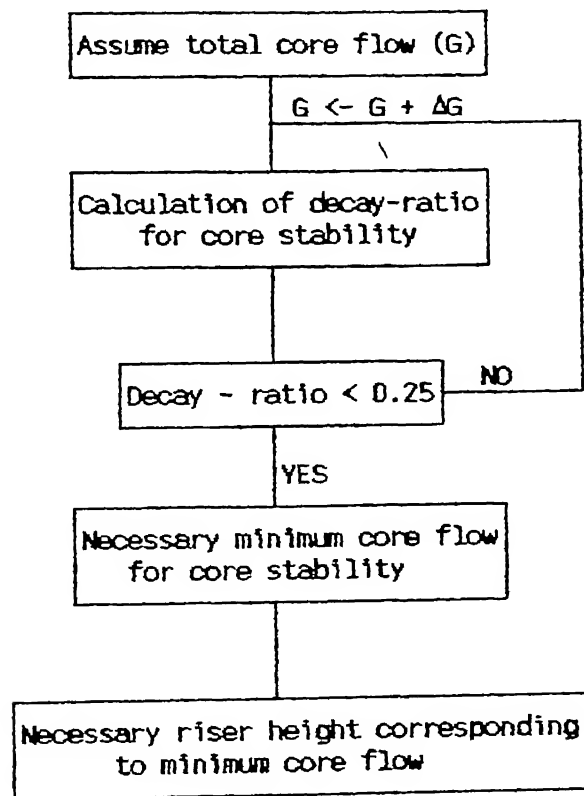 Assume total core flow (G)
G <- G + ΔG
Calculation of decay-ratio
for core stability
Decay - ratio < 0.25
NO
YES
Necessary minimum core flow
for core stability
Necessary riser height corresponding
to minimum core flow